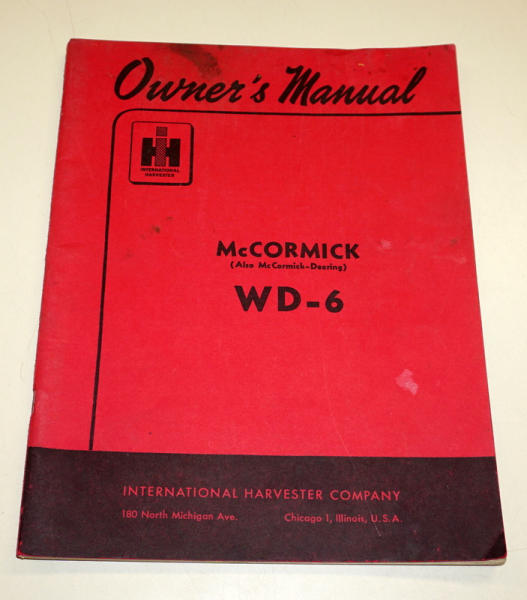 Owner's Manual
IH
INTERNATIONAL
HARVESTER
McCORMICK
(Also McCormick-Deering)
WD-6
INTERNATIONAL HARVESTER COMPANY
180 North Michigan Ave. Chicago 1, Illinois, U.S.A.